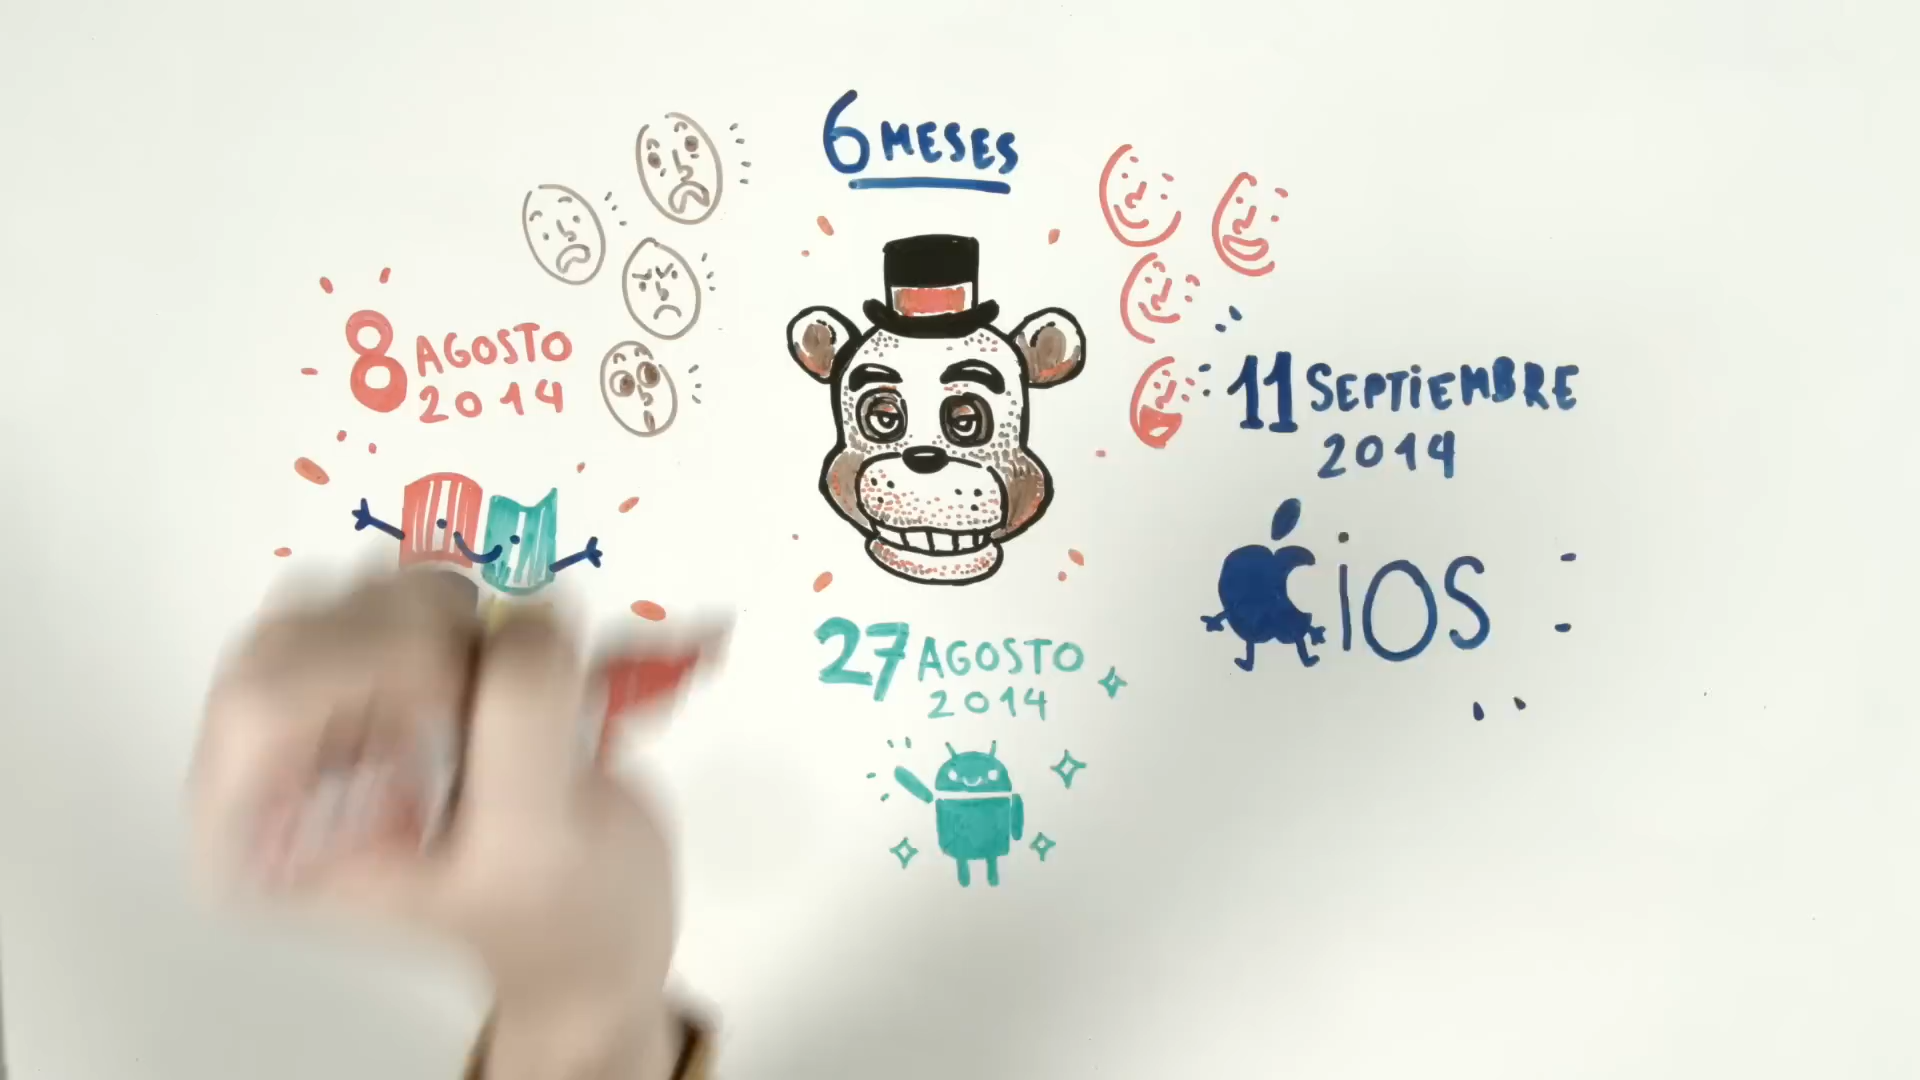 6 MESES
8 AGOSTO
2014
11 SEPTIEMBRE
2014
iOS
27 AGOSTO
2014